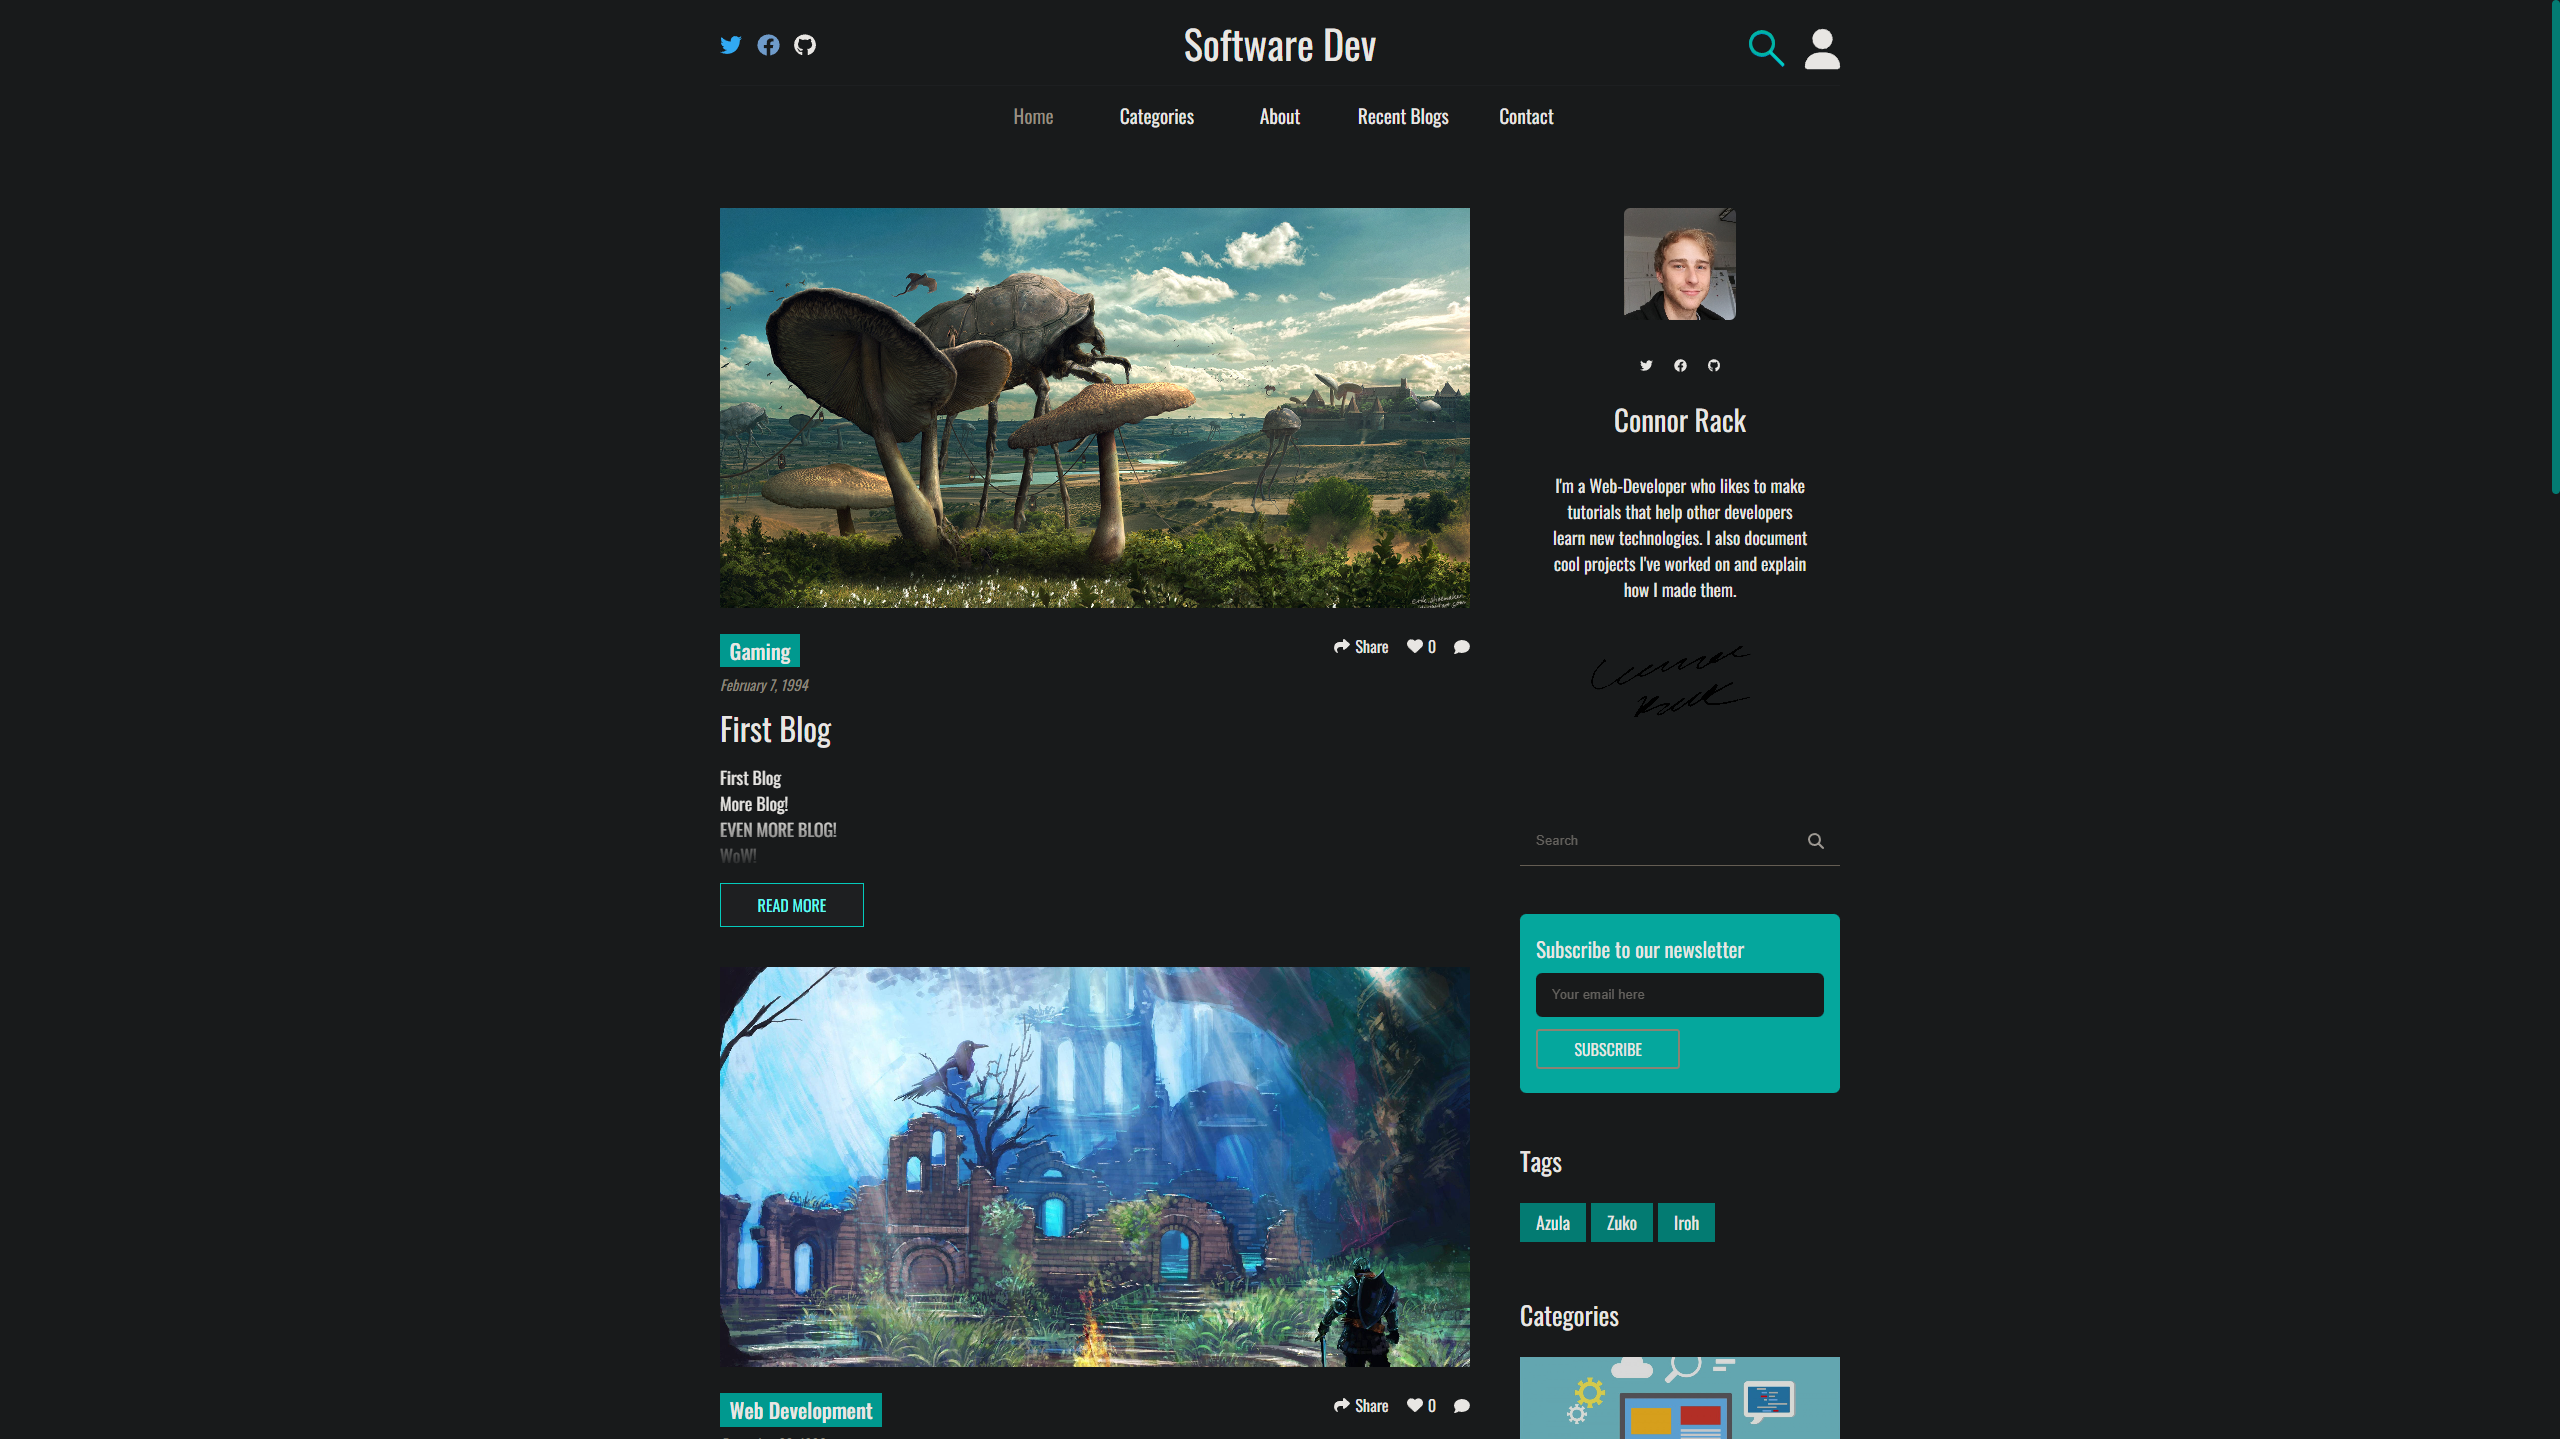 Software Dev
Home Categories About Recent Blogs Contact
Gaming
Share 0
February 7, 1994
First Blog
First Blog
More Blog!
EVEN MORE BLOG!
WoW!
READ MORE
Web Development
Share 0
Connor Rack
I'm a Web-Developer who likes to make
tutorials that help other developers
learn new technologies. I also document
cool projects I've worked on and explain
how I made them.
Connor
Rack
Search
Subscribe to our newsletter
Your email here
SUBSCRIBE
Tags
Azula Zuko Iroh
Categories